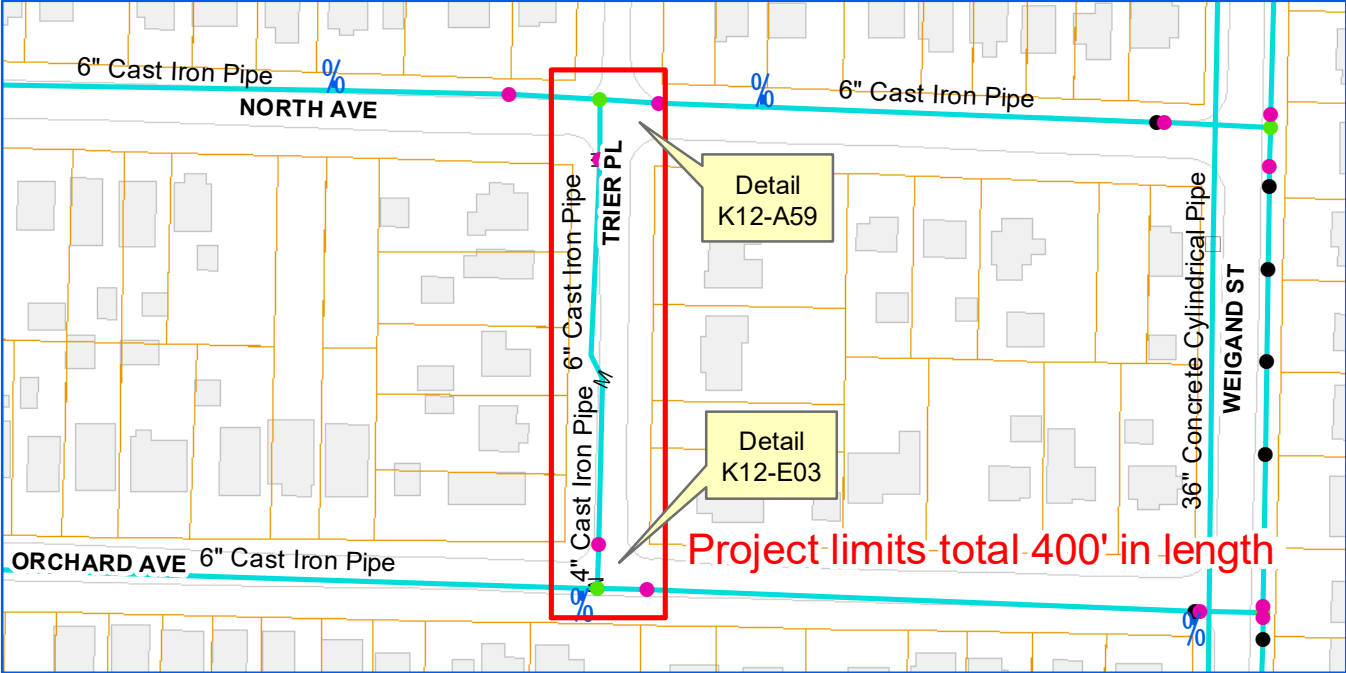 6" Cast Iron Pipe
NORTH AVE
6" Cast Iron Pipe
TRIER PL
6" Cast Iron Pipe
Detail
K12-A59
36" Concrete Cylindrical Pipe
WEIGAND ST
M
4" Cast Iron Pipe
Detail
K12-E03
Project limits total 400' in length
ORCHARD AVE
6" Cast Iron Pipe